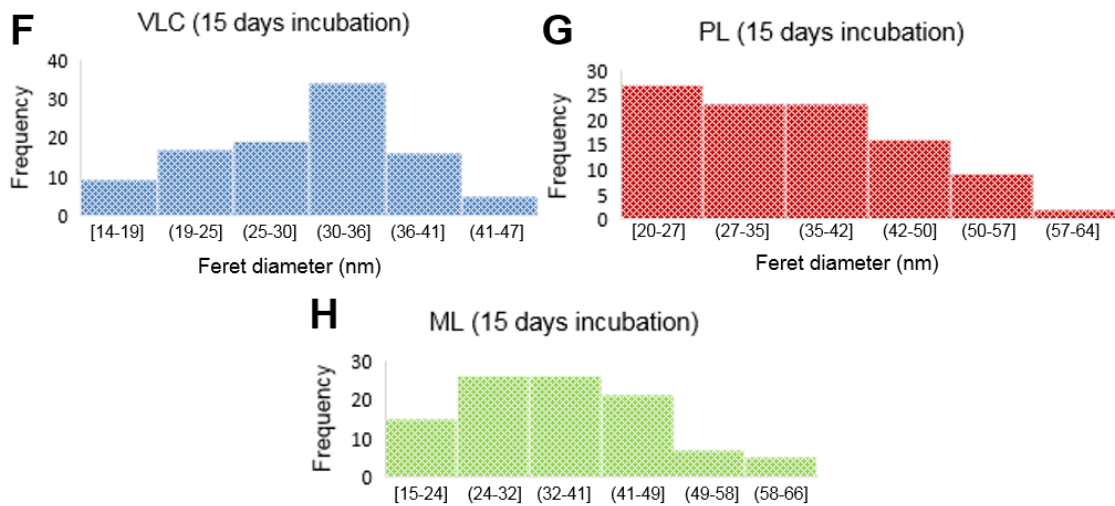 F
VLC (15 days incubation)
Frequency
40
30
20
10
0
[14-19] (19-25] (25-30] (30-36] (36-41] (41-47]
Feret diameter (nm)
G
PL (15 days incubation)
Frequency
30
25
20
15
10
5
0
[20-27] (27-35] (35-42] (42-50] (50-57] (57-64]
Feret diameter (nm)
H
ML (15 days incubation)
Frequency
30
20
10
0
[15-24] (24-32] (32-41] (41-49] (49-58] (58-66]